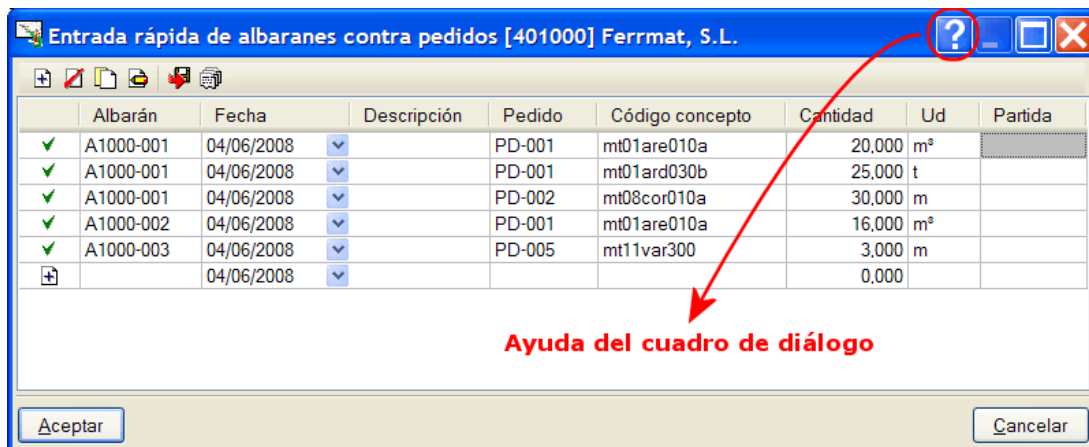 Entrada rápida de albaranes contra pedidos [401000] Ferrmat, S.L. ?
Albarán Fecha Descripción Pedido Código concepto Cantidad Ud Partida
A1000-001 04/06/2008 PD-001 mt01are010a 20,000 m³
A1000-001 04/06/2008 PD-001 mt01ard030b 25,000 t
A1000-001 04/06/2008 PD-002 mt08cor010a 30,000 m
A1000-002 04/06/2008 PD-001 mt01are010a 16,000 m³
A1000-003 04/06/2008 PD-005 mt11var300 3,000 m
04/06/2008 0,000
Ayuda del cuadro de diálogo
Aceptar Cancelar